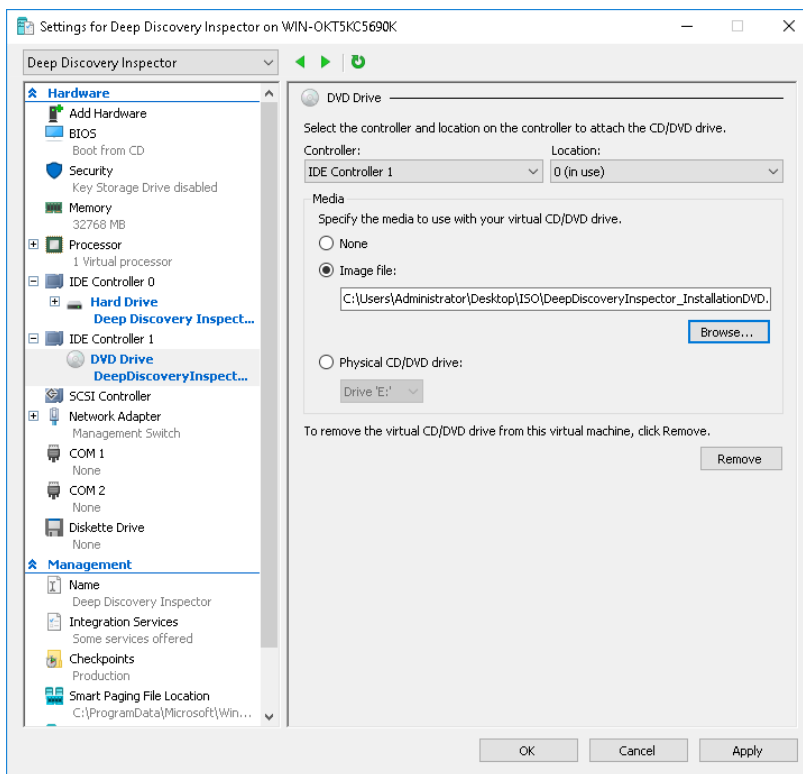 Settings for Deep Discovery Inspector on WIN-OKT5KC5690K
Deep Discovery Inspector
Hardware
Add Hardware
BIOS
Boot from CD
Security
Key Storage Drive disabled
Memory
32768 MB
Processor
1 Virtual processor
IDE Controller 0
Hard Drive
Deep Discovery Inspect...
IDE Controller 1
DVD Drive
DeepDiscoveryInspect...
SCSI Controller
Network Adapter
Management Switch
COM 1
None
COM 2
None
Diskette Drive
None
Management
Name
Deep Discovery Inspector
Integration Services
Some services offered
Checkpoints
Production
Smart Paging File Location
C:\ProgramData\Microsoft\Win...
DVD Drive
Select the controller and location on the controller to attach the CD/DVD drive.
Controller: Location:
IDE Controller 1 0 (in use)
Media
Specify the media to use with your virtual CD/DVD drive.
None
Image file:
C:\Users\Administrator\Desktop\ISO\DeepDiscoveryInspector_InstallationDVD.
Browse...
Physical CD/DVD drive:
Drive 'E:'
To remove the virtual CD/DVD drive from this virtual machine, click Remove.
Remove
OK Cancel Apply